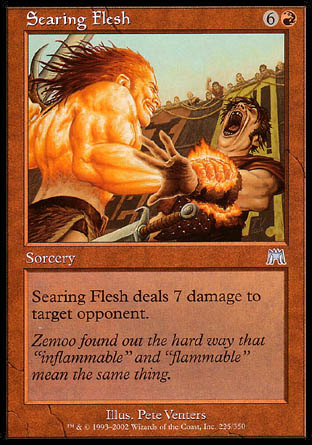 Searing Flesh 6
Sorcery
Searing Flesh deals 7 damage to
target opponent.
Zemoo found out the hard way that
“inflammable” and “flammable”
mean the same thing.
Illus. Pete Venters
™ & © 1993–2002 Wizards of the Coast, Inc. 225/350